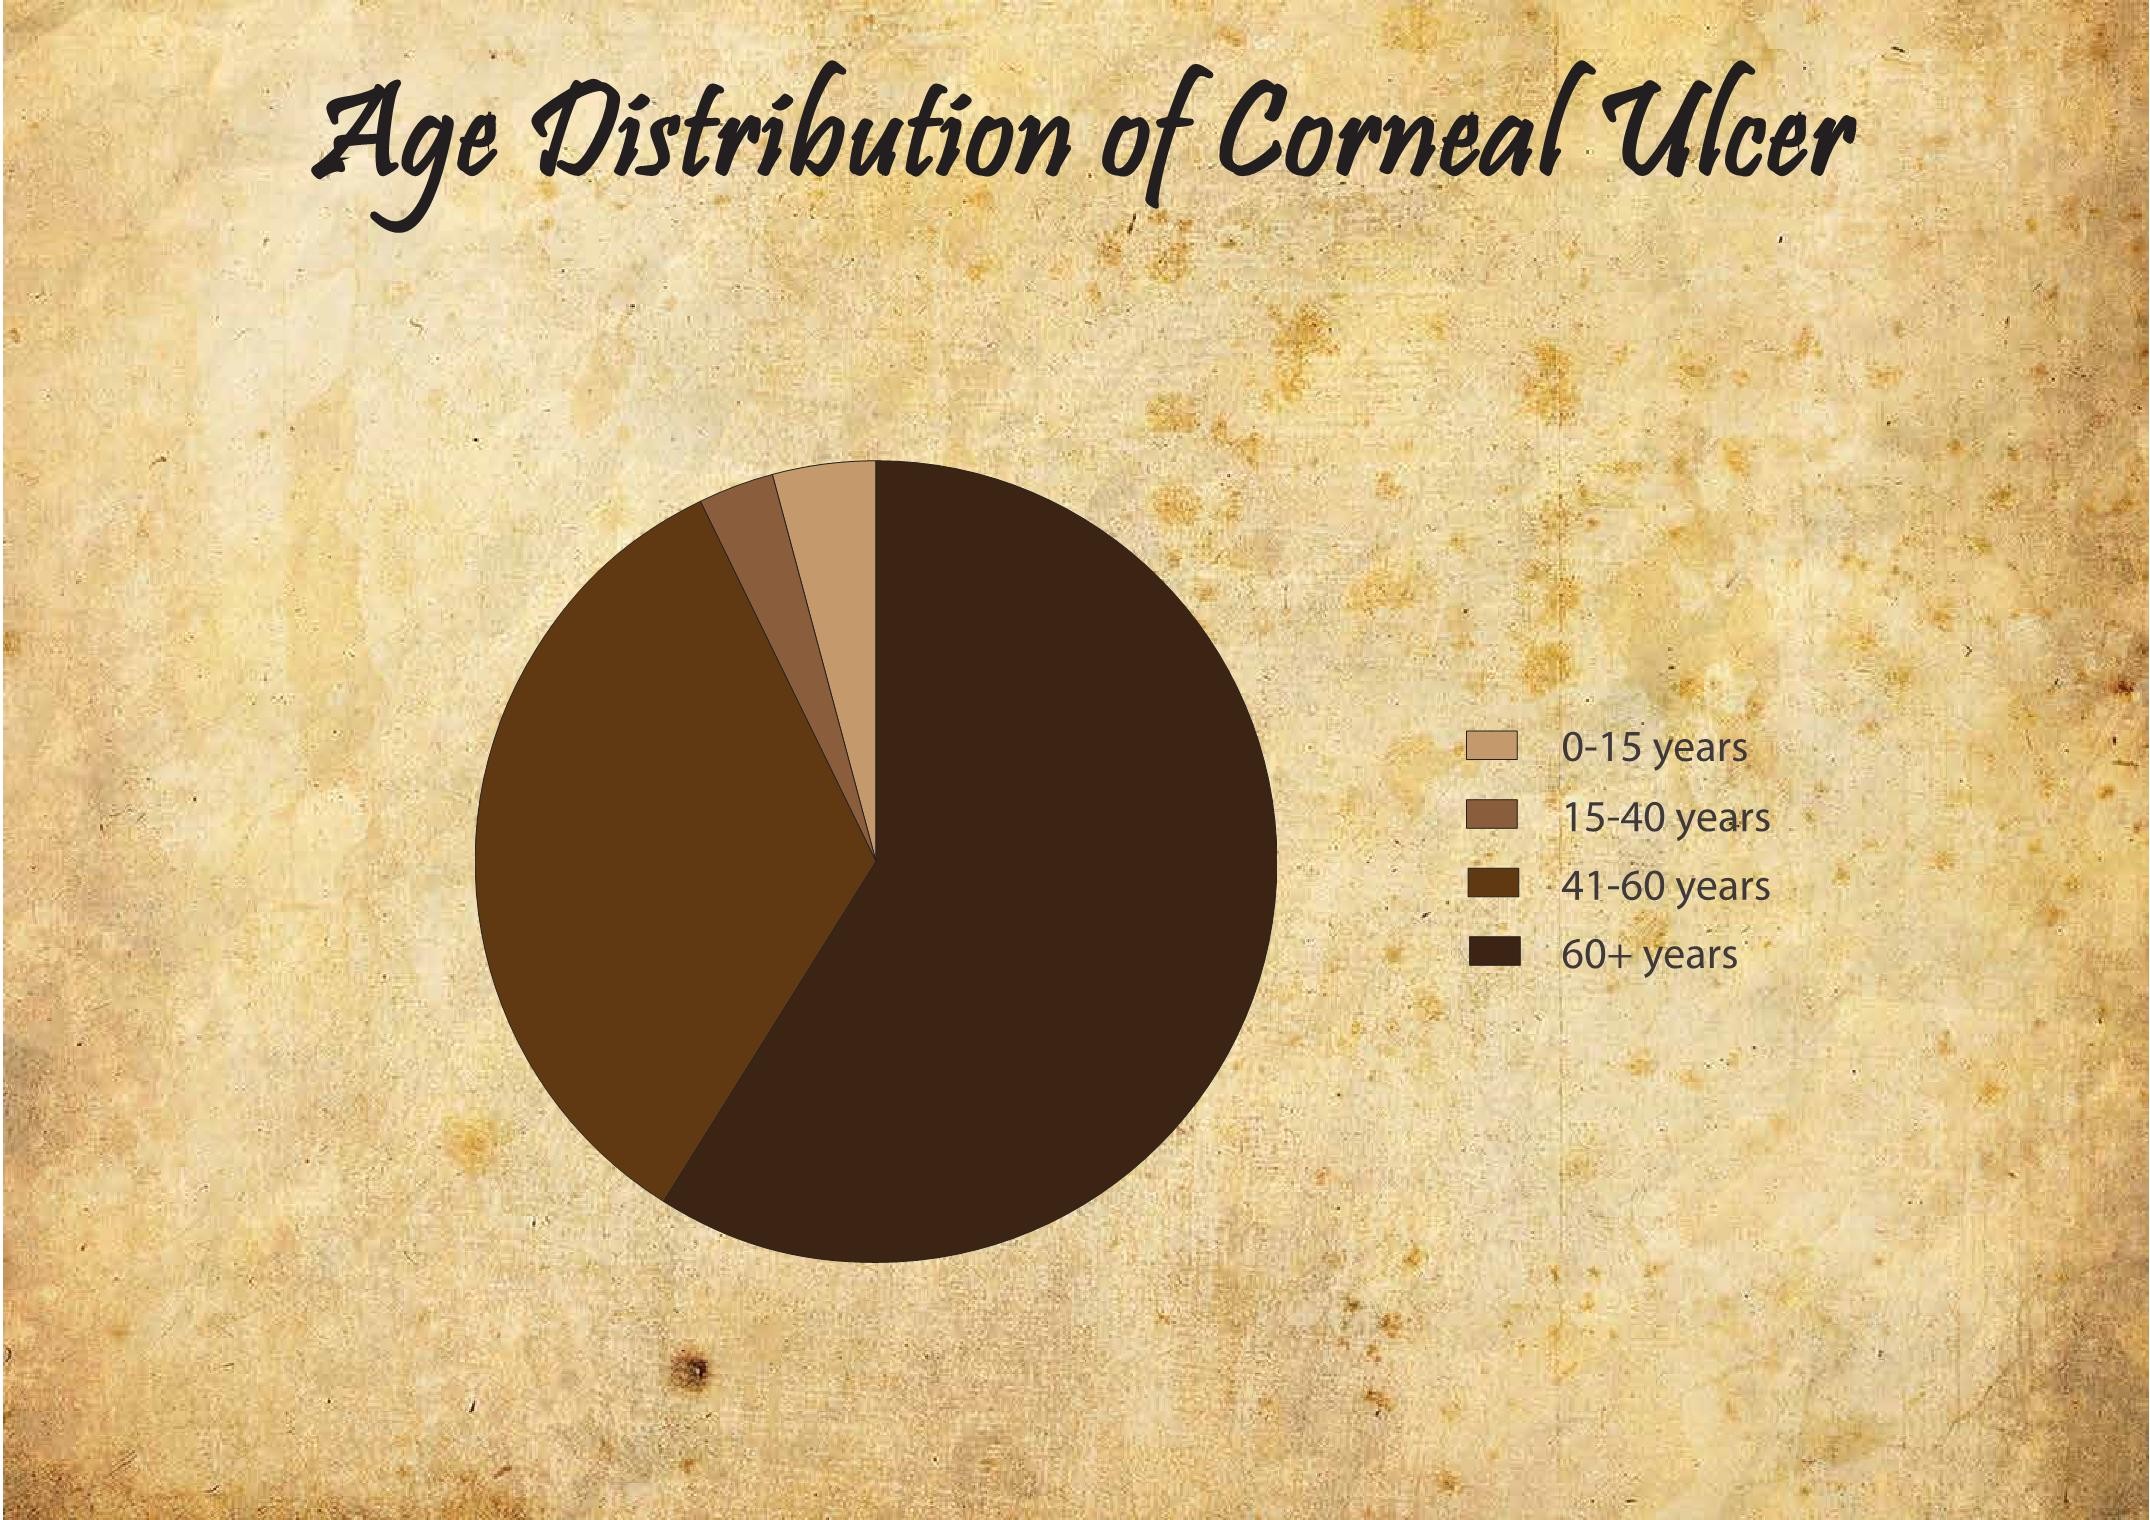 Age Distribution of Corneal Ulcer
0-15 years
15-40 years
41-60 years
60+ years